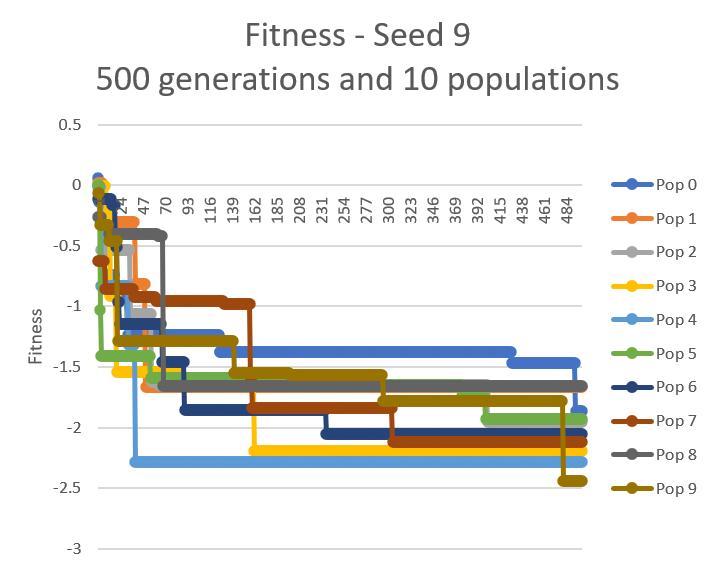 Fitness - Seed 9
500 generations and 10 populations
0.5
0
-0.5
-1
-1.5
-2
-2.5
-3
Fitness
24
47
70
93
116
139
162
185
208
231
254
277
300
323
346
369
392
415
438
461
484
Pop 0
Pop 1
Pop 2
Pop 3
Pop 4
Pop 5
Pop 6
Pop 7
Pop 8
Pop 9